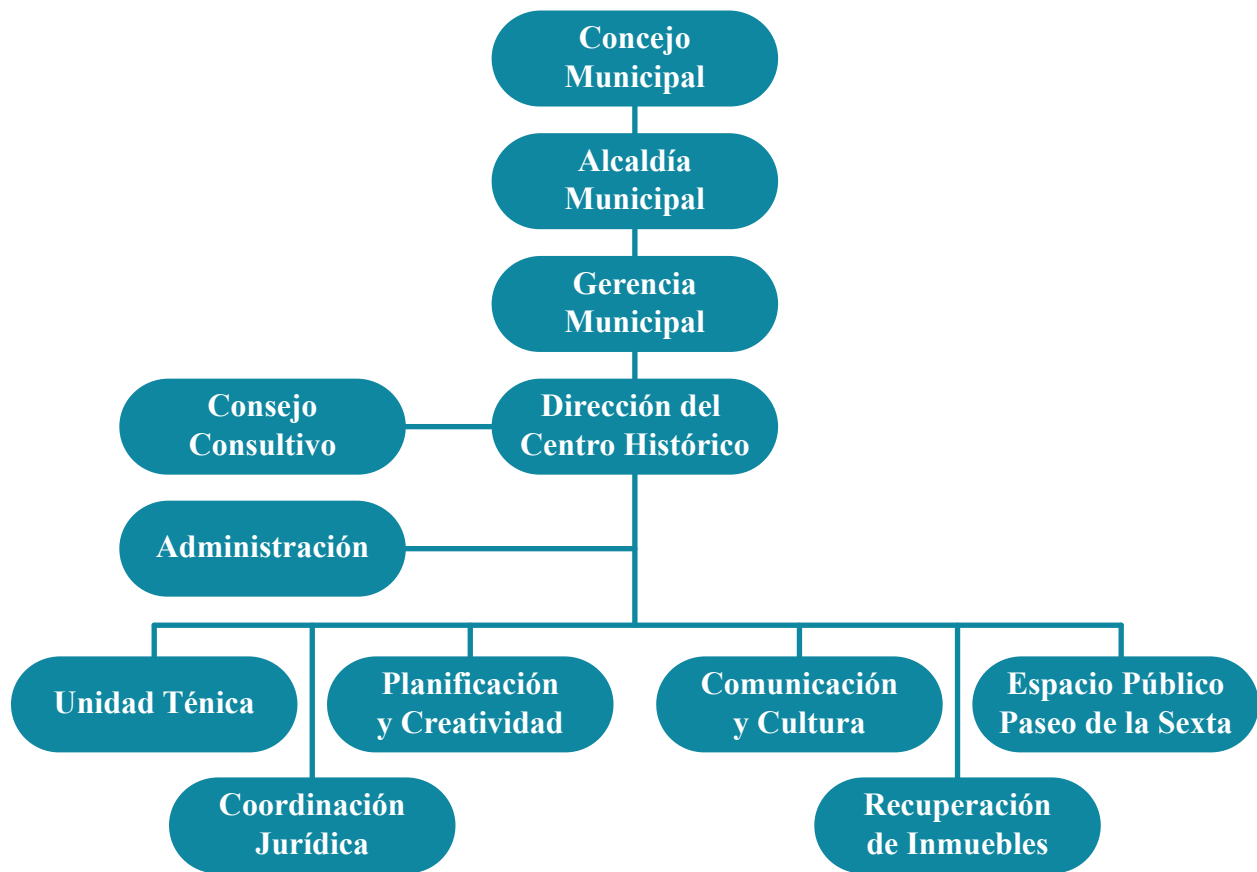 Concejo
Municipal
Alcaldía
Municipal
Gerencia
Municipal
Consejo
Consultivo
Dirección del
Centro Histórico
Administración
Unidad Ténica
Planificación
y Creatividad
Comunicación
y Cultura
Espacio Público
Paseo de la Sexta
Coordinación
Jurídica
Recuperación
de Inmuebles